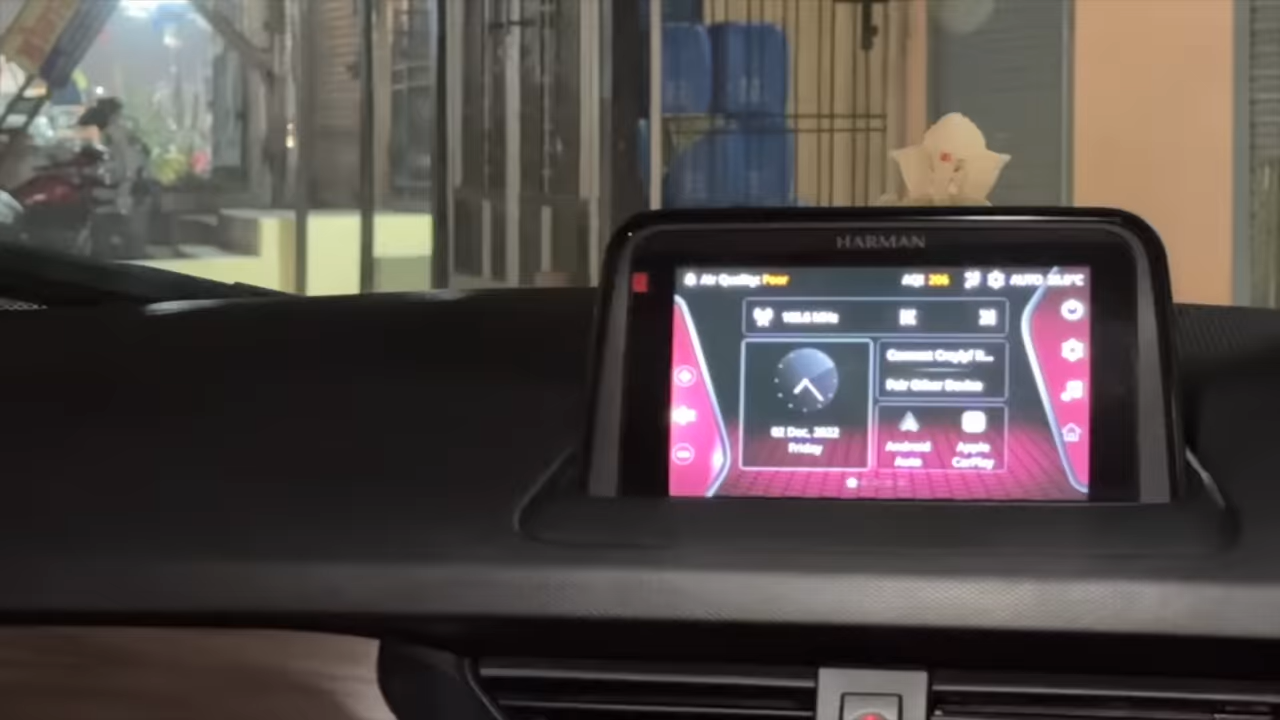 HARMAN
Air Quality: Poor
AQI 206
AUTO
MHz
Connect
Pair Other Device
02 Dec, 2022
Friday
Android
Auto
Apple
CarPlay